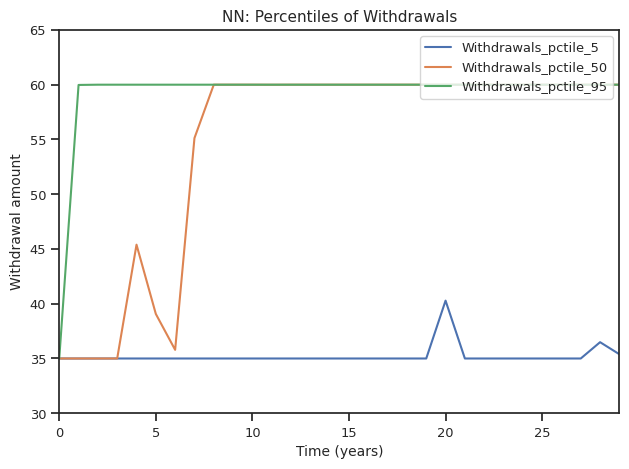 NN: Percentiles of Withdrawals
Withdrawal amount
65
60
55
50
45
40
35
30
Withdrawals_pctile_5
Withdrawals_pctile_50
Withdrawals_pctile_95
0 5 10 15 20 25
Time (years)